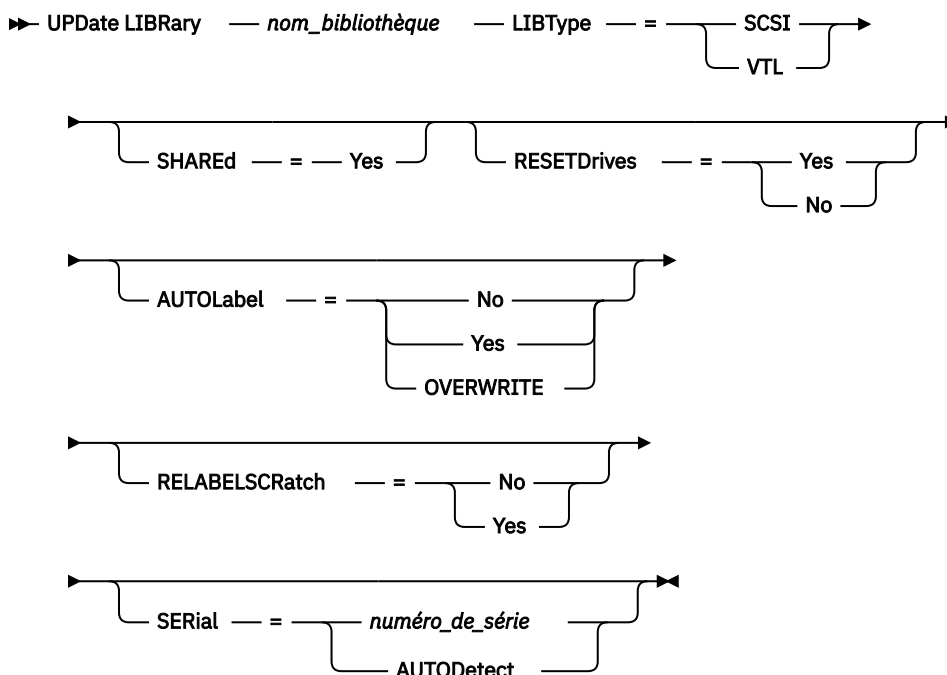 UPDate LIBRary nom_bibliothèque LIBType = SCSI
VTL
SHAREd = Yes RESETDrives = Yes
No
AUTOLabel = No
Yes
OVERWRITE
RELABELSCRatch = No
Yes
SERial = numéro_de_série
AUTODetect